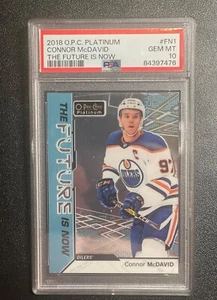 2018 O.P.C. PLATINUM #FN1
CONNOR McDAVID GEM MT
THE FUTURE IS NOW 10
PSA 84397476
O-Pee-Chee
Platinum
THE FUTURE IS NOW
C
97
OILERS
Connor McDAVID